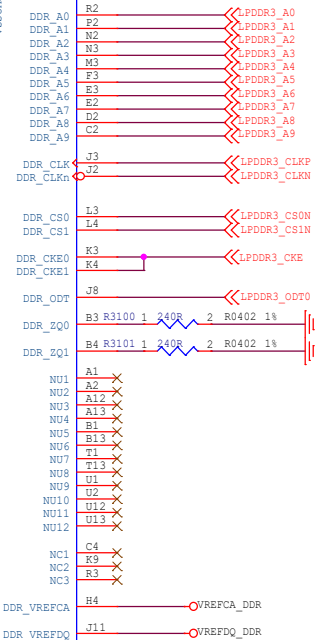 DDR_A0 R2 LPDDR3_A0
DDR_A1 P2 LPDDR3_A1
DDR_A2 N2 LPDDR3_A2
DDR_A3 N3 LPDDR3_A3
DDR_A4 M3 LPDDR3_A4
DDR_A5 F3 LPDDR3_A5
DDR_A6 E3 LPDDR3_A6
DDR_A7 E2 LPDDR3_A7
DDR_A8 D2 LPDDR3_A8
DDR_A9 C2 LPDDR3_A9
DDR_CLK J3 LPDDR3_CLKP
DDR_CLKn J2 LPDDR3_CLKN
DDR_CS0 L3 LPDDR3_CS0N
DDR_CS1 L4 LPDDR3_CS1N
DDR_CKE0 K3 LPDDR3_CKE
DDR_CKE1 K4
DDR_ODT J8 LPDDR3_ODT0
DDR_ZQ0 B3 R3100 1 240R 2 R0402 1%
DDR_ZQ1 B4 R3101 1 240R 2 R0402 1%
NU1 A1
NU2 A2
NU3 A12
NU4 A13
NU5 B1
NU6 B13
NU7 T1
NU8 T13
NU9 U1
NU10 U2
NU11 U12
NU12 U13
NC1 C4
NC2 K9
NC3 R3
DDR_VREFCA H4 VREFCA_DDR
DDR_VREFDQ J11 VREFDQ_DDR